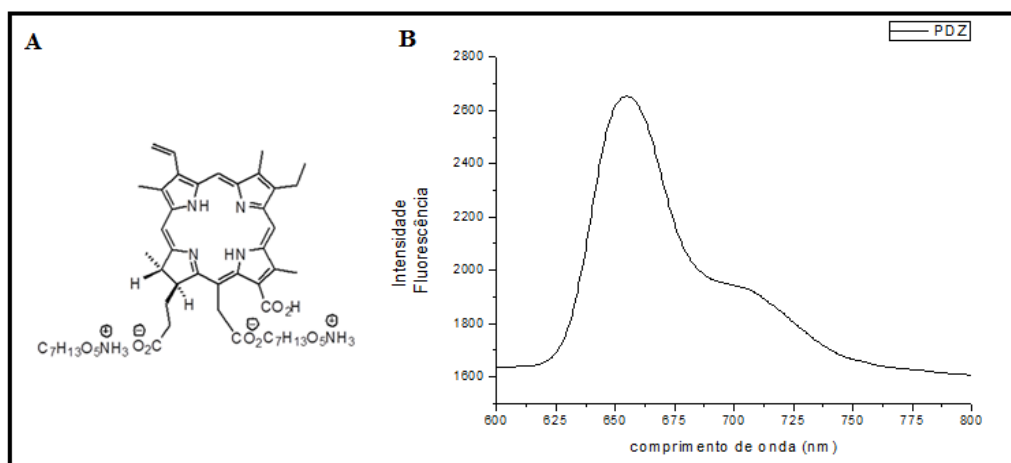 A
NH
N
N
HN
H
H
CO₂H
C₇H₁₃O₅NH₃ ⊕
⊖ O₂C
⊖ CO₂C₇H₁₃O₅NH₃ ⊕
B
PDZ
Intensidade
Fluorescência
2800
2600
2400
2200
2000
1800
1600
600
625
650
675
700
725
750
775
800
comprimento de onda (nm)